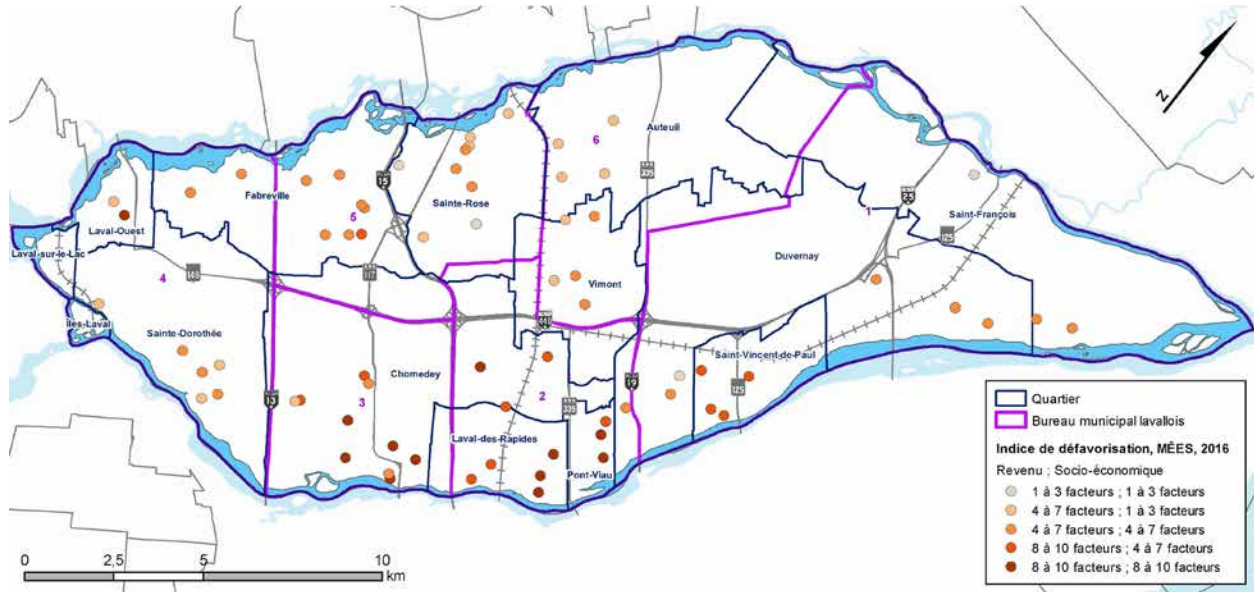 N
6
Auteuil
335
15
Fabreville
5
Sainte-Rose
25
1
Saint-François
125
Laval-Ouest
Laval-sur-le-Lac
4
148
117
Vimont
Duvernay
Îles-Laval
Sainte-Dorothée
Saint-Vincent-de-Paul
Chomedey
13
3
2
335
19
125
Laval-des-Rapides
Pont-Viau
Quartier
Bureau municipal lavallois
Indice de défavorisation, MÊES, 2016
Revenu ; Socio-économique
1 à 3 facteurs ; 1 à 3 facteurs
4 à 7 facteurs ; 1 à 3 facteurs
4 à 7 facteurs ; 4 à 7 facteurs
8 à 10 facteurs ; 4 à 7 facteurs
8 à 10 facteurs ; 8 à 10 facteurs
0 2,5 5 10
km